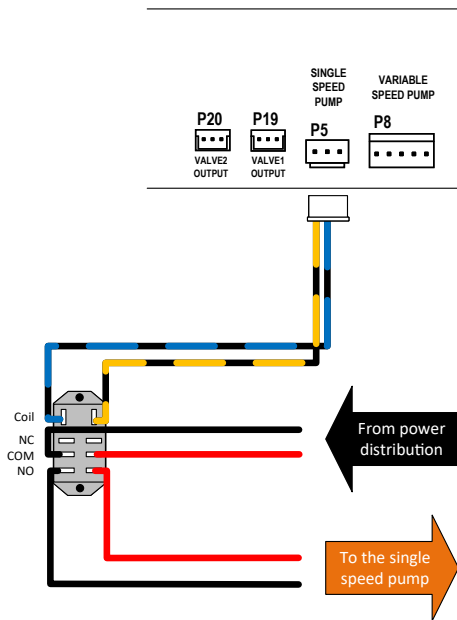 SINGLE
SPEED
PUMP
VARIABLE
SPEED PUMP
P20
P19
P5
P8
VALVE2
OUTPUT
VALVE1
OUTPUT
Coil
NC
COM
NO
From power
distribution
To the single
speed pump